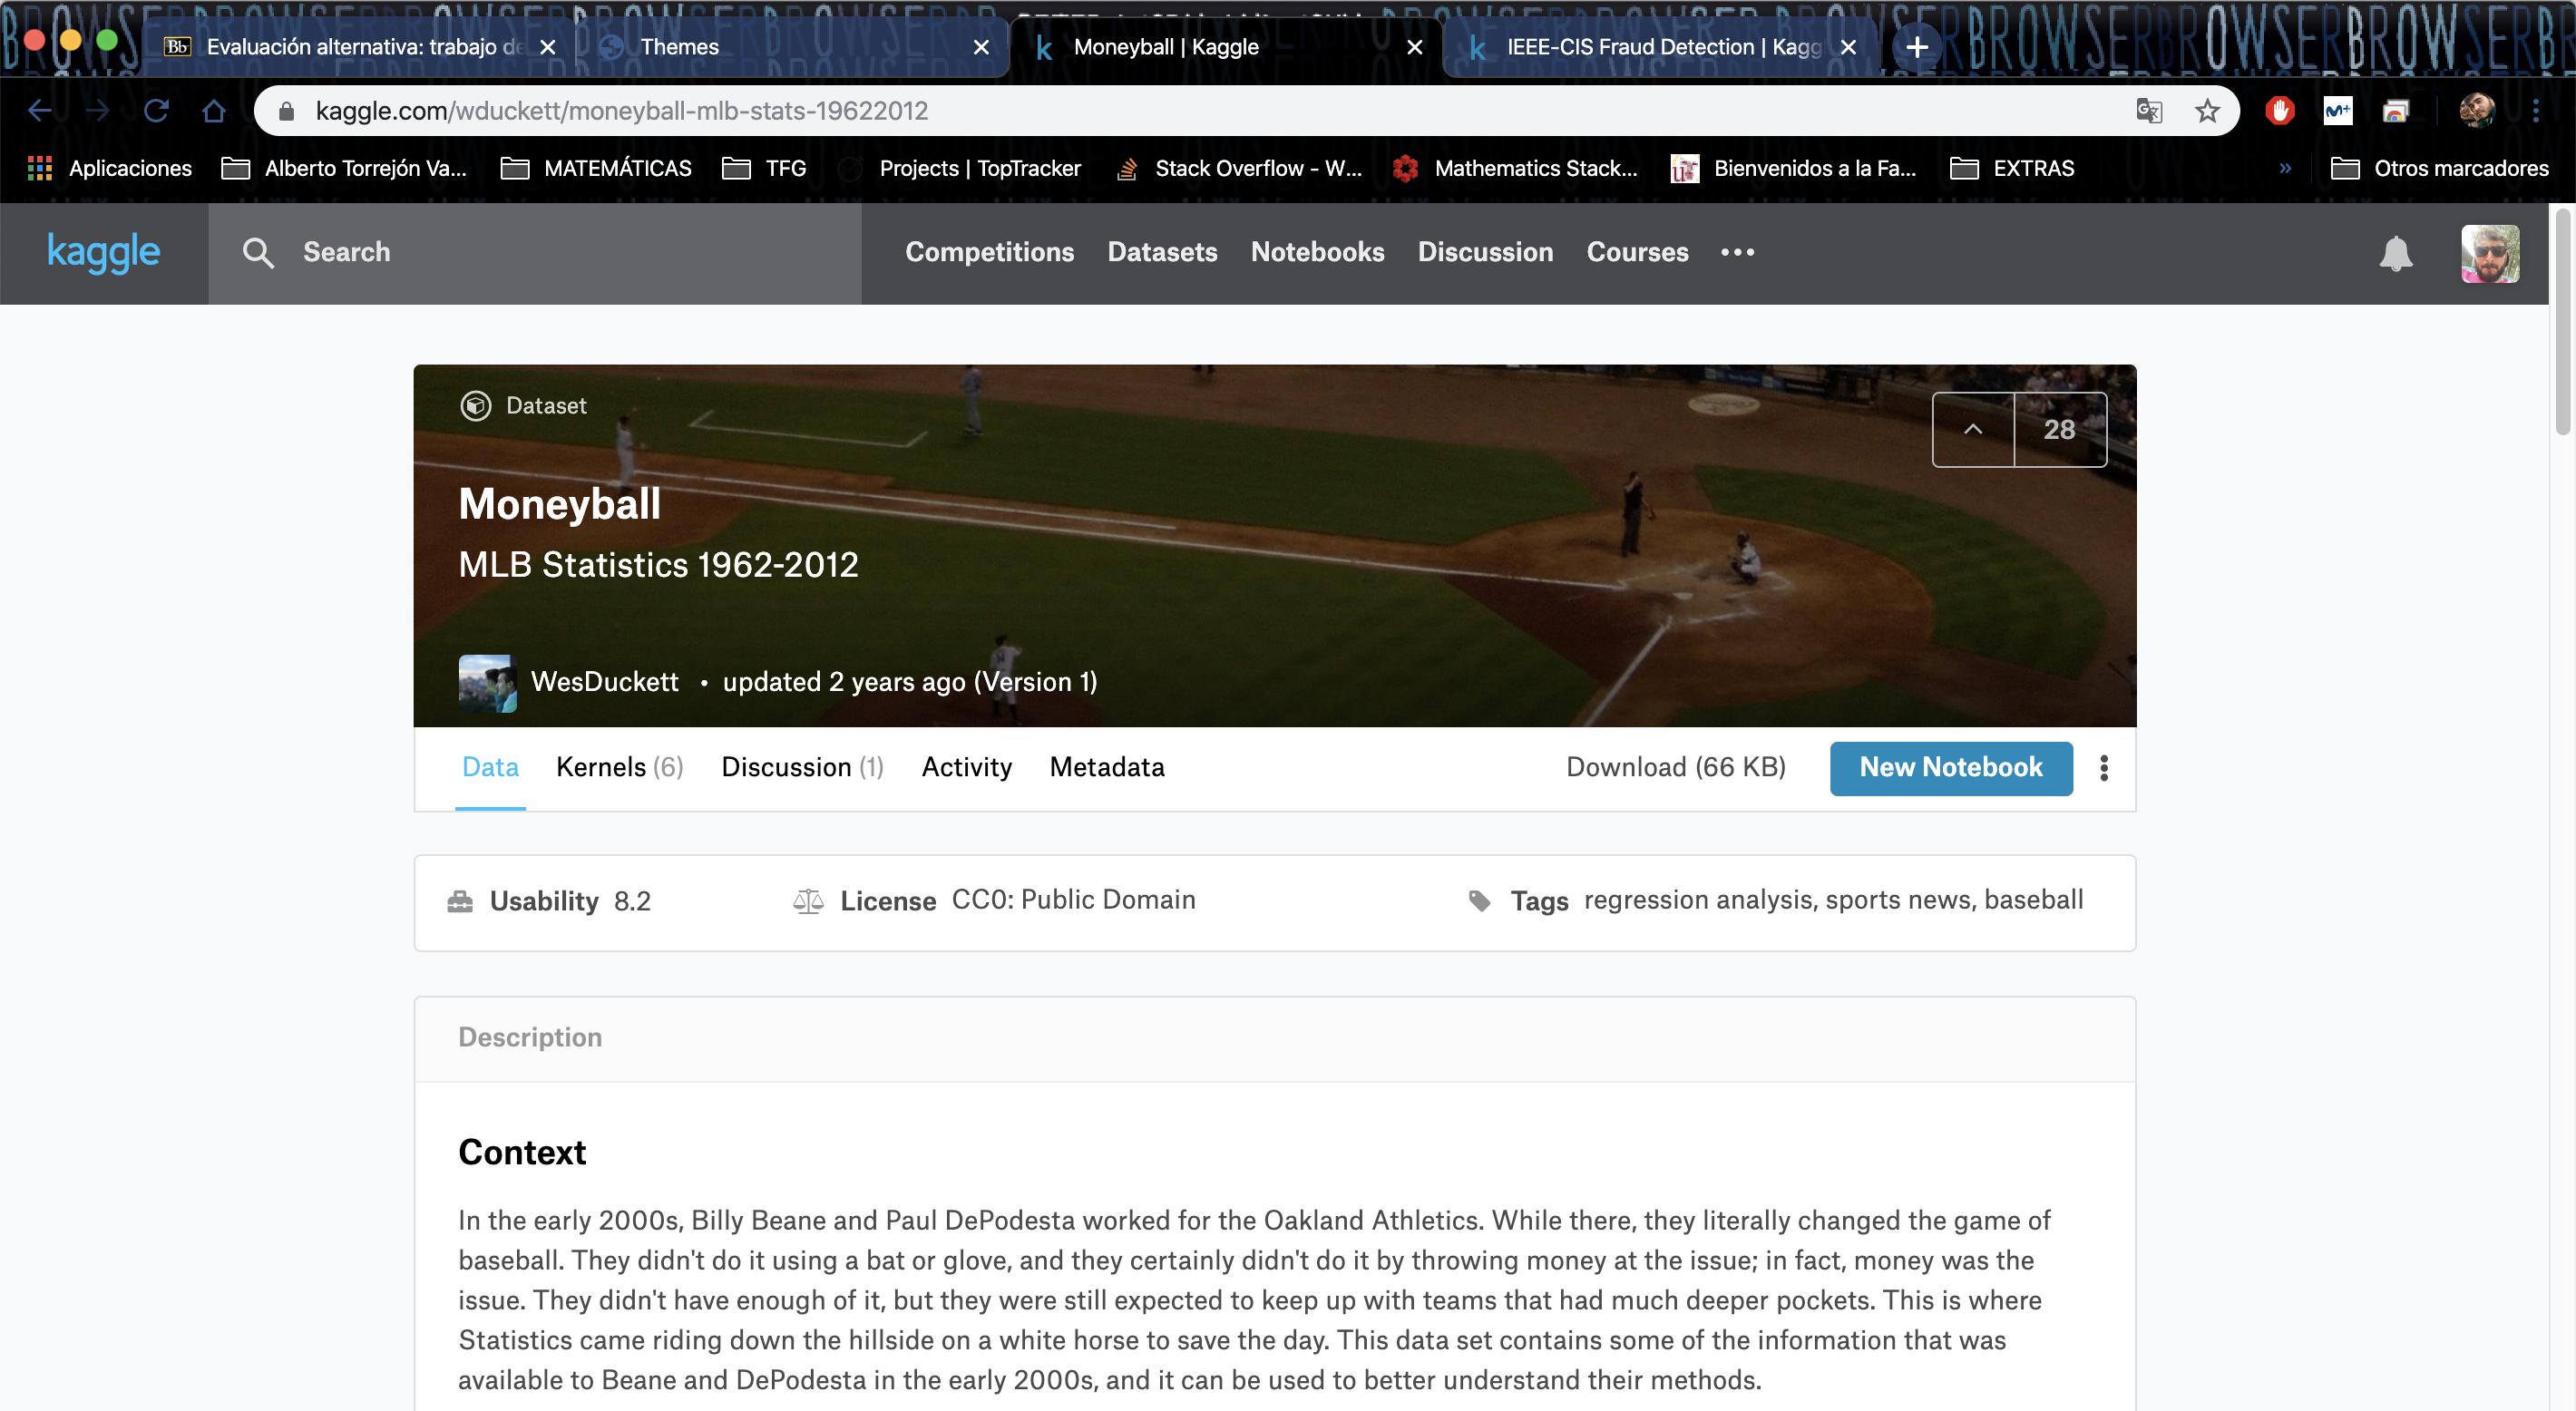 Evaluación alternativa: trabajo de
Themes
Moneyball | Kaggle
IEEE-CIS Fraud Detection | Kagg
kaggle.com/wduckett/moneyball-mlb-stats-19622012
Aplicaciones
Alberto Torrejón Va...
MATEMÁTICAS
TFG
Projects | TopTracker
Stack Overflow - W...
Mathematics Stack...
Bienvenidos a la Fa...
EXTRAS
»
Otros marcadores
kaggle
Search
Competitions
Datasets
Notebooks
Discussion
Courses
Dataset
28
Moneyball
MLB Statistics 1962-2012
WesDuckett • updated 2 years ago (Version 1)
Data
Kernels (6)
Discussion (1)
Activity
Metadata
Download (66 KB)
New Notebook
Usability 8.2
License CC0: Public Domain
Tags regression analysis, sports news, baseball
Description
Context
In the early 2000s, Billy Beane and Paul DePodesta worked for the Oakland Athletics. While there, they literally changed the game of
baseball. They didn't do it using a bat or glove, and they certainly didn't do it by throwing money at the issue; in fact, money was the
issue. They didn't have enough of it, but they were still expected to keep up with teams that had much deeper pockets. This is where
Statistics came riding down the hillside on a white horse to save the day. This data set contains some of the information that was
available to Beane and DePodesta in the early 2000s, and it can be used to better understand their methods.